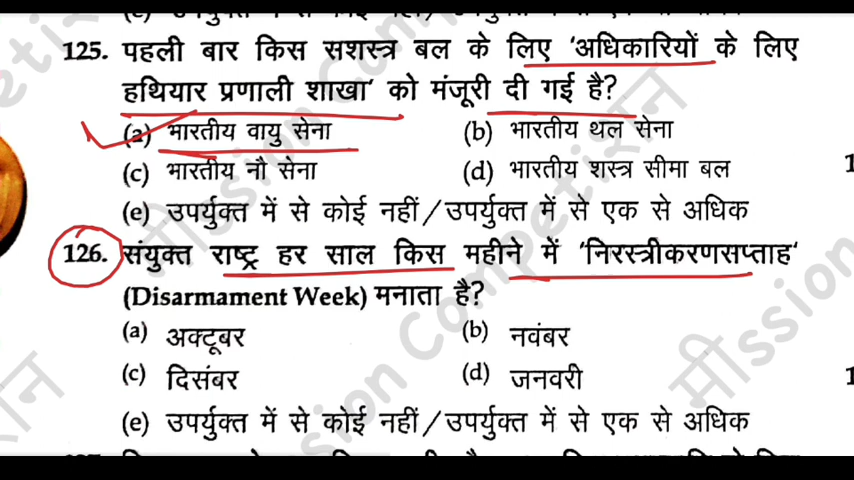 125. पहली बार किस सशस्त्र बल के लिए 'अधिकारियों के लिए
हथियार प्रणाली शाखा' को मंजूरी दी गई है?
(a) भारतीय वायु सेना (b) भारतीय थल सेना
(c) भारतीय नौ सेना (d) भारतीय शस्त्र सीमा बल
(e) उपर्युक्त में से कोई नहीं/उपर्युक्त में से एक से अधिक
126. संयुक्त राष्ट्र हर साल किस महीने में 'निरस्त्रीकरणसप्ताह'
(Disarmament Week) मनाता है?
(a) अक्टूबर (b) नवंबर
(c) दिसंबर (d) जनवरी
(e) उपर्युक्त में से कोई नहीं/उपर्युक्त में से एक से अधिक